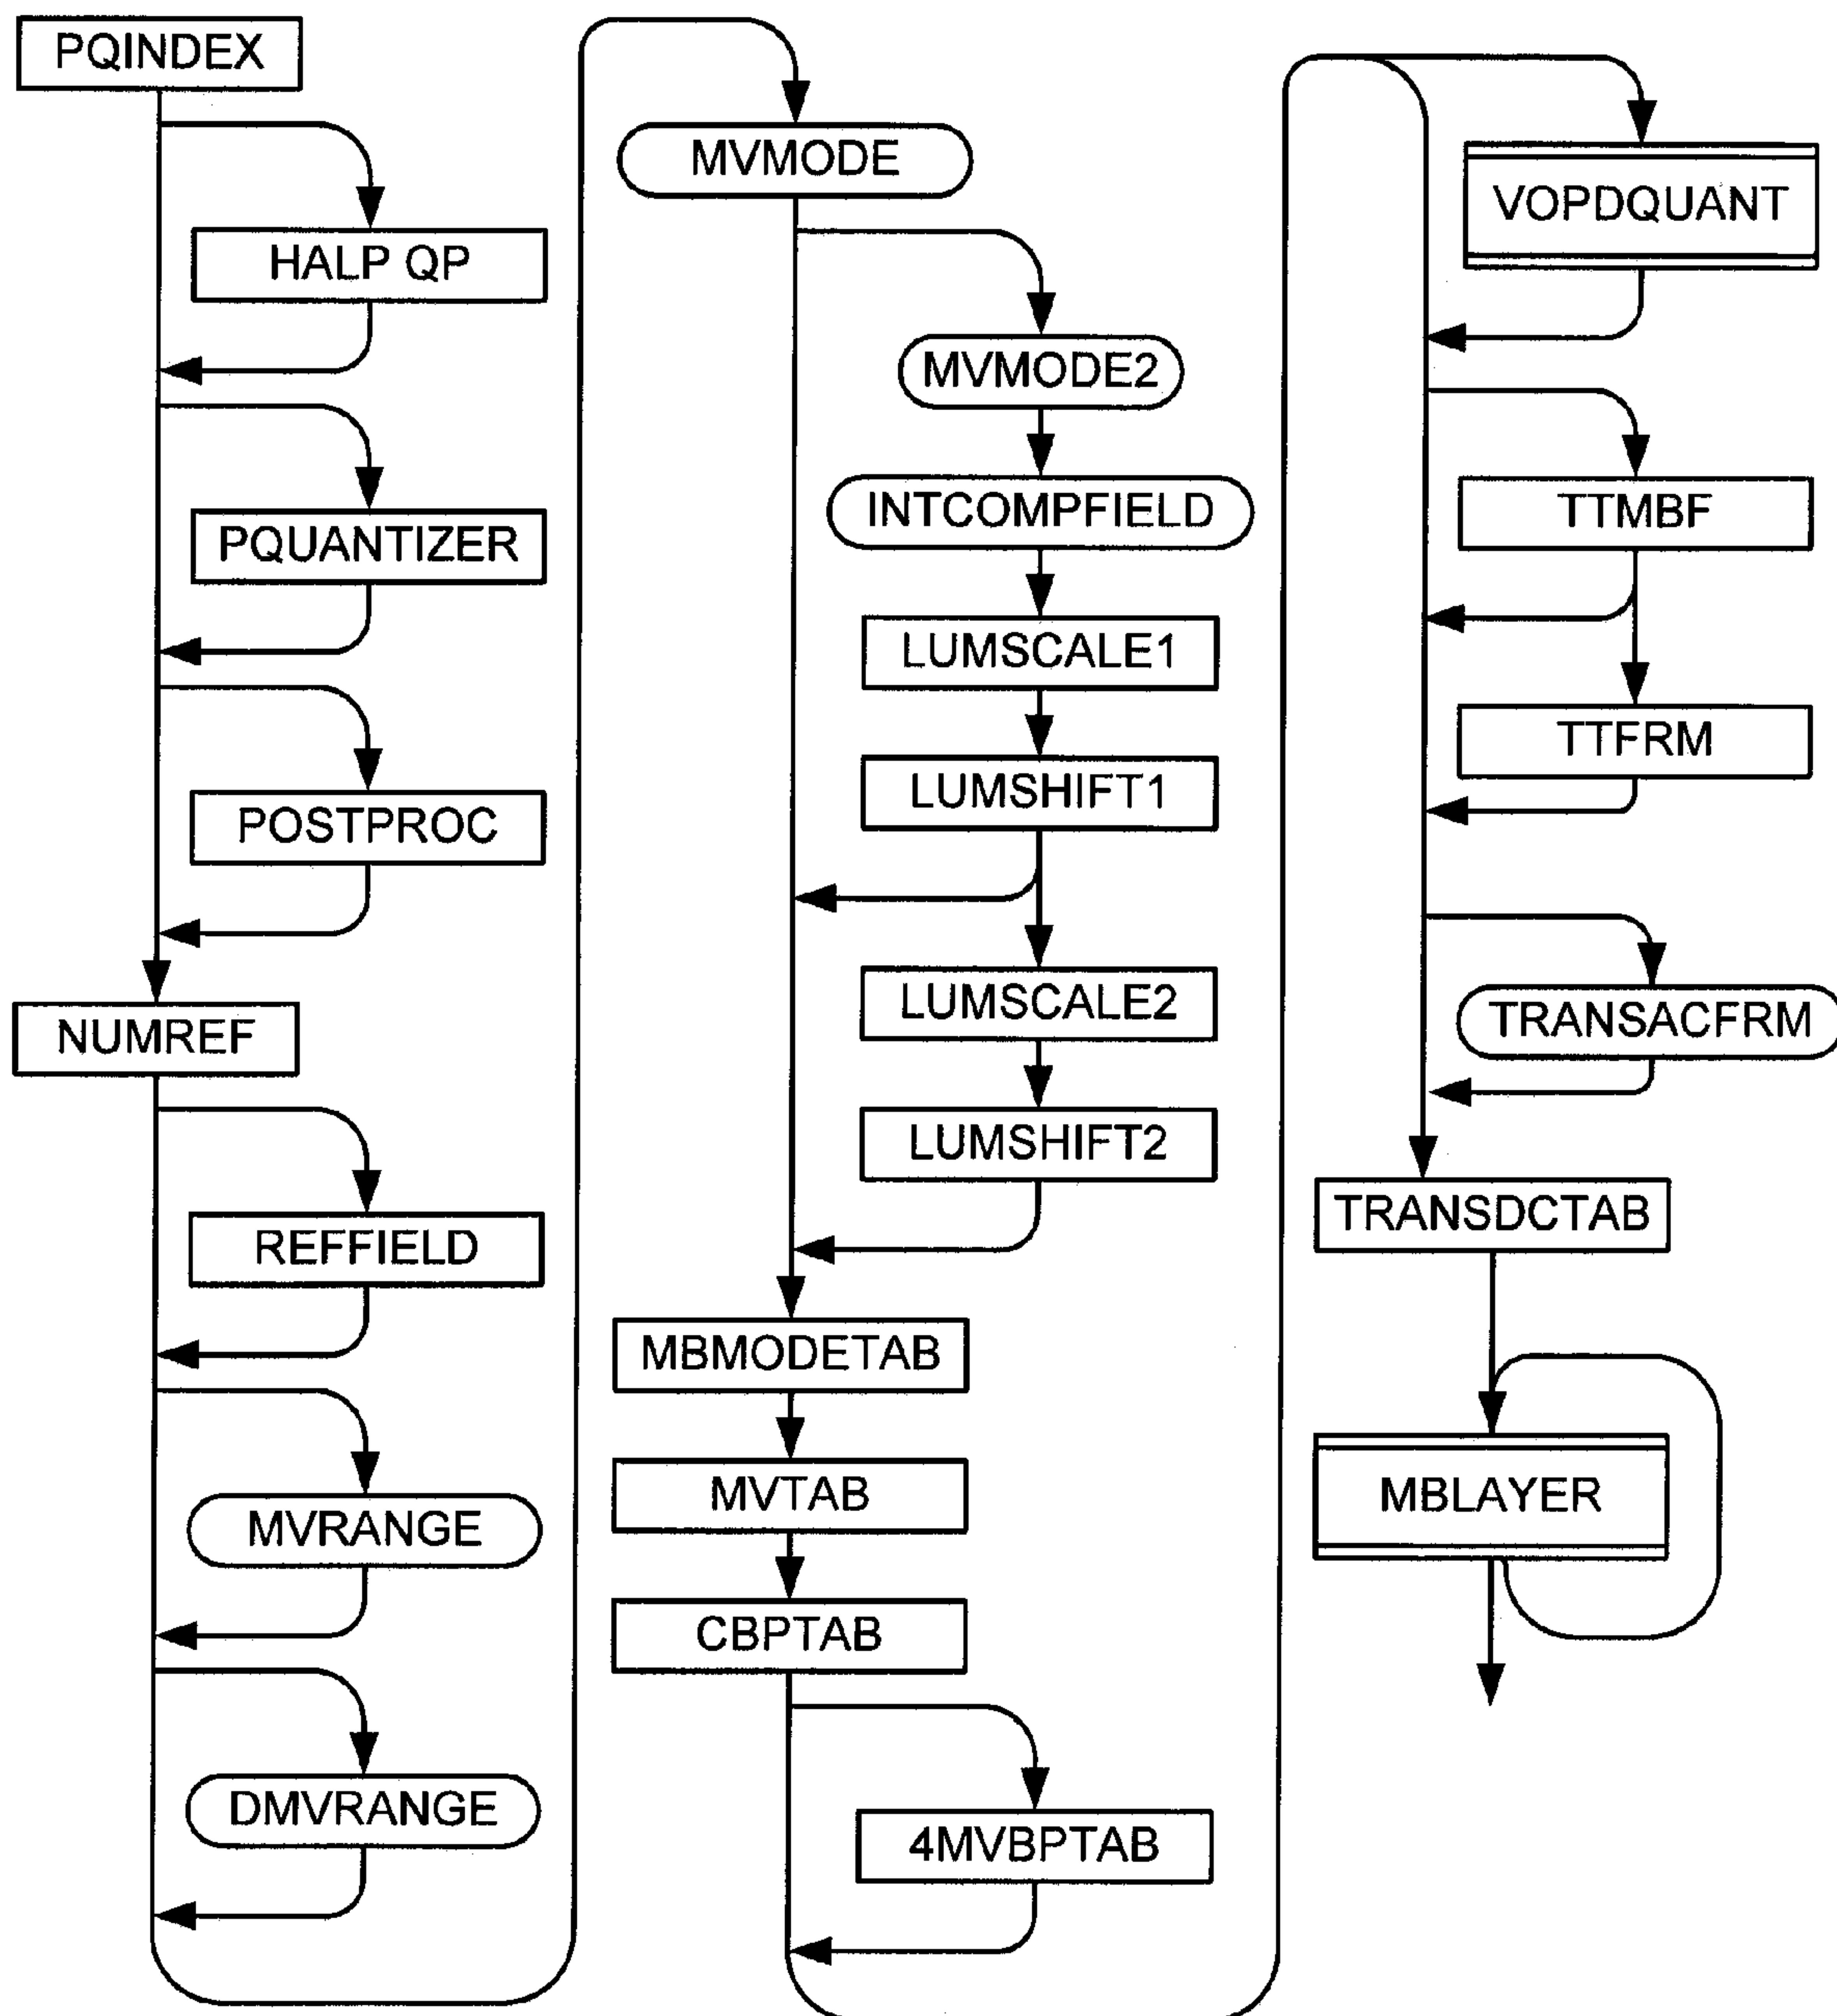 PQINDEX
HALP QP
PQUANTIZER
POSTPROC
NUMREF
REFFIELD
MVRANGE
DMVRANGE
MVMODE
MVMODE2
INTCOMPFIELD
LUMSCALE1
LUMSHIFT1
LUMSCALE2
LUMSHIFT2
MBMODETAB
MVTAB
CBPTAB
4MVBPTAB
VOPDQUANT
TTMBF
TTFRM
TRANSACFRM
TRANSDCTAB
MBLAYER